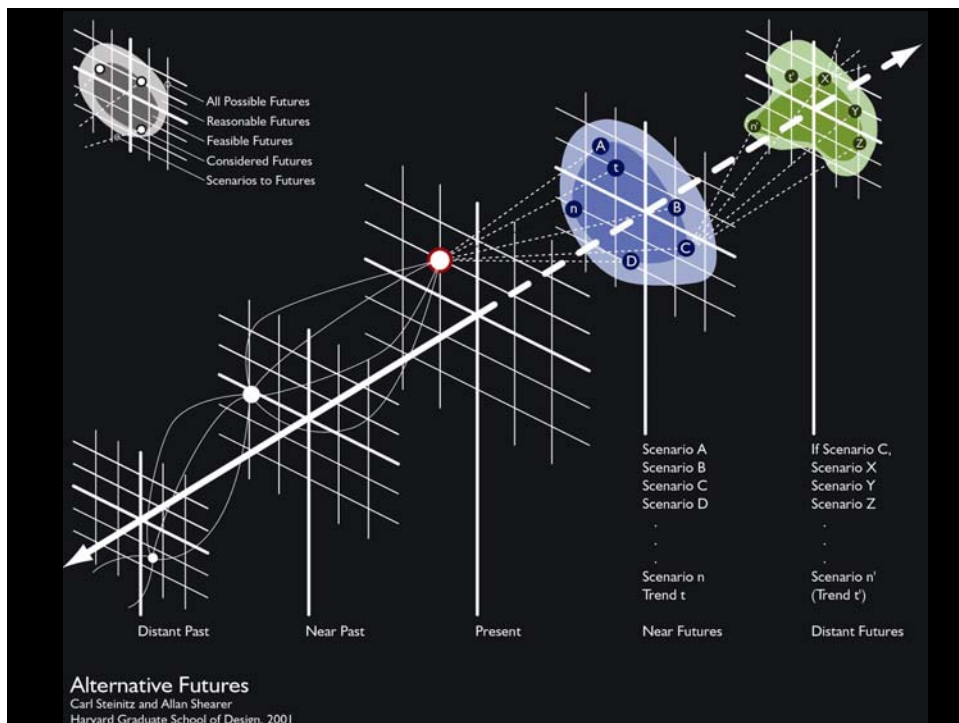 All Possible Futures
Reasonable Futures
Feasible Futures
Considered Futures
Scenarios to Futures
t'
X
Y
Z
n'
A
t
n
B
C
D
Scenario A
Scenario B
Scenario C
Scenario D
.
.
.
Scenario n
Trend t
If Scenario C,
Scenario X
Scenario Y
Scenario Z
.
.
.
Scenario n'
(Trend t')
Distant Past
Near Past
Present
Near Futures
Distant Futures
Alternative Futures
Carl Steinitz and Allan Shearer
Harvard Graduate School of Design, 2001